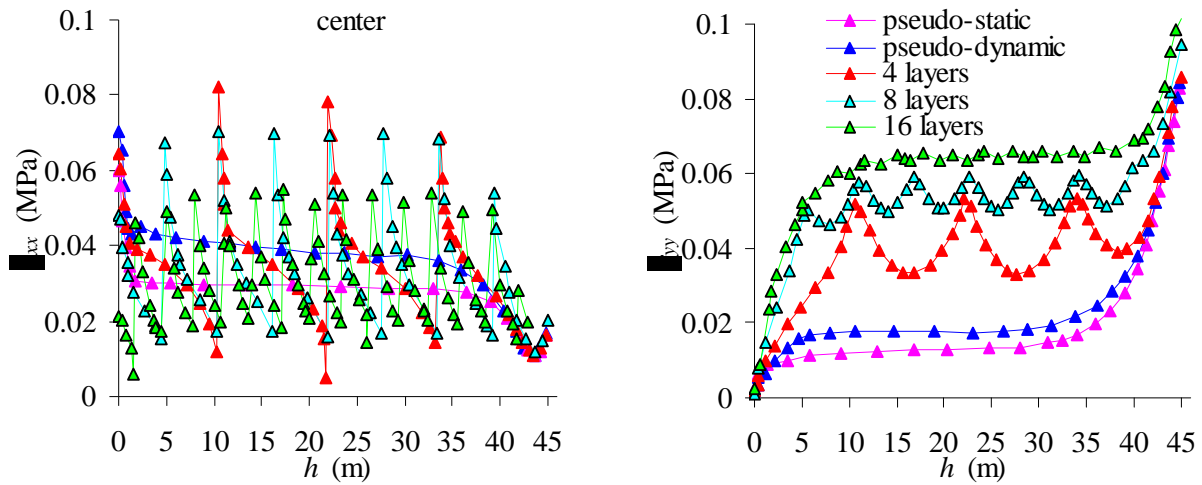 center
0.1
0.08
0.06
0.04
0.02
0
xx (MPa)
0 5 10 15 20 25 30 35 40 45
h (m)
pseudo-static
pseudo-dynamic
4 layers
8 layers
16 layers
0.1
0.08
0.06
0.04
0.02
0
yy (MPa)
0 5 10 15 20 25 30 35 40 45
h (m)